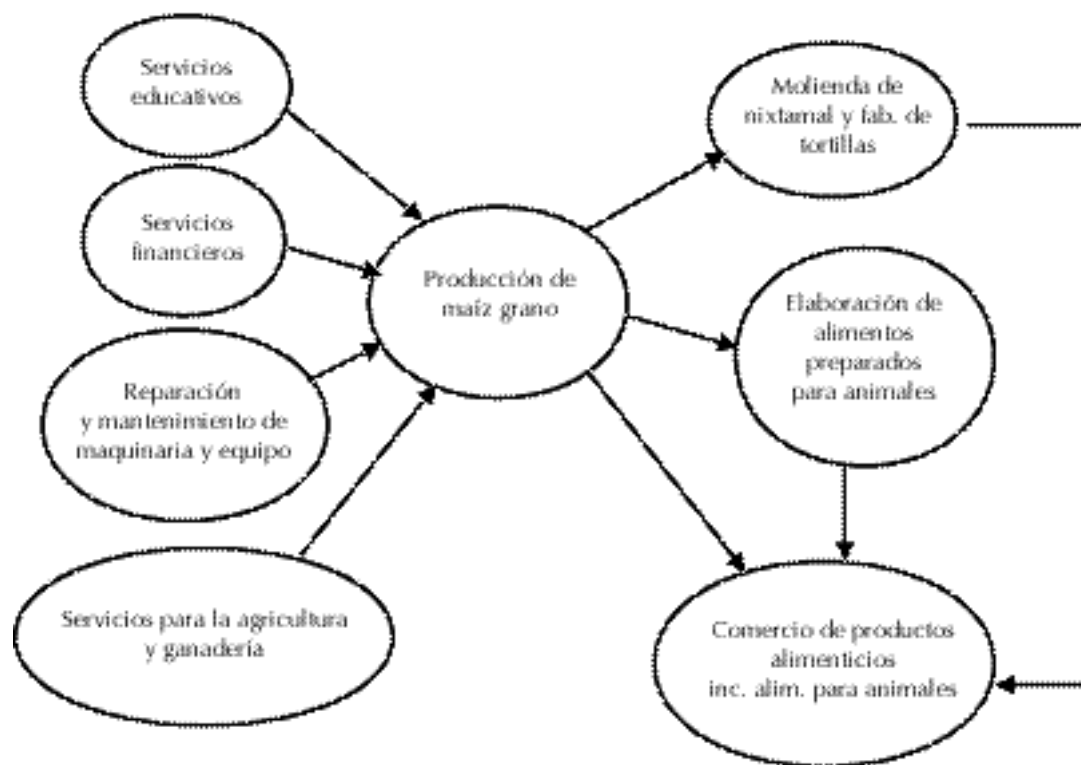 Servicios
educativos
Servicios
financieros
Reparación
y mantenimiento de
maquinaria y equipo
Servicios para la agricultura
y ganadería
Producción de
maíz grano
Molienda de
nixtamal y fab. de
tortillas
Elaboración de
alimentos
preparados
para animales
Comercio de productos
alimenticios
inc. alim. para animales